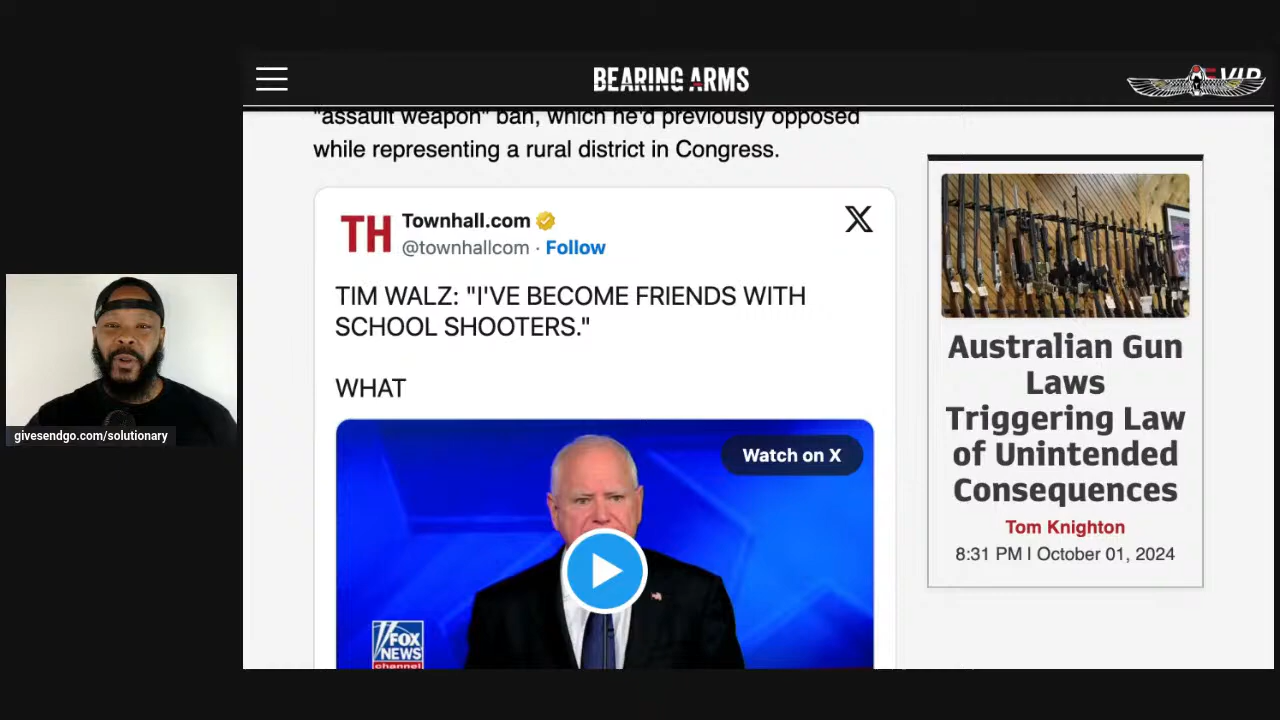 BEARING ARMS
VIP
"assault weapon" ban, which he'd previously opposed
while representing a rural district in Congress.
TH
Townhall.com
@townhallcom · Follow
X
TIM WALZ: "I'VE BECOME FRIENDS WITH
SCHOOL SHOOTERS."
WHAT
Watch on X
FOX
NEWS
channel
Australian Gun
Laws
Triggering Law
of Unintended
Consequences
Tom Knighton
8:31 PM | October 01, 2024
givesendgo.com/solutionary